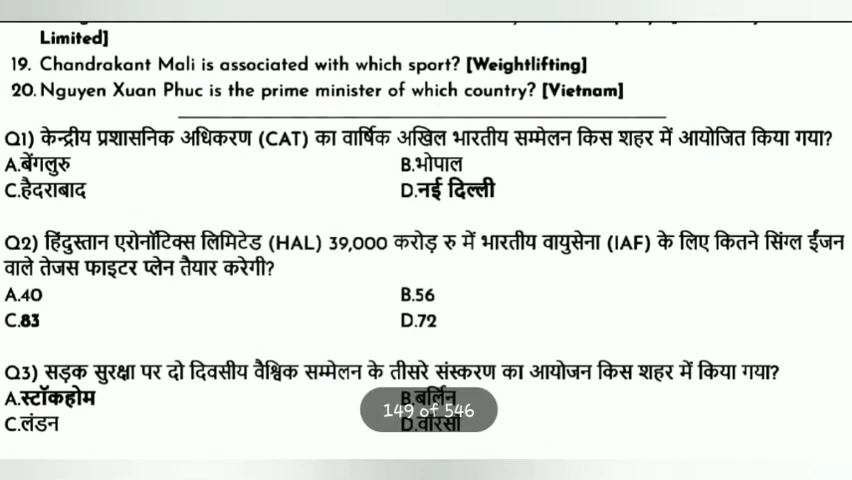 Limited]
19. Chandrakant Mali is associated with which sport? [Weightlifting]
20. Nguyen Xuan Phuc is the prime minister of which country? [Vietnam]
Q1) केन्द्रीय प्रशासनिक अधिकरण (CAT) का वार्षिक अखिल भारतीय सम्मेलन किस शहर में आयोजित किया गया?
A.बेंगलुरु B.भोपाल
C.हैदराबाद D.नई दिल्ली
Q2) हिंदुस्तान एरोनॉटिक्स लिमिटेड (HAL) 39,000 करोड़ रु में भारतीय वायुसेना (IAF) के लिए कितने सिंग्ल ईंजन
वाले तेजस फाइटर प्लेन तैयार करेगी?
A.40 B.56
C.83 D.72
Q3) सड़क सुरक्षा पर दो दिवसीय वैश्विक सम्मेलन के तीसरे संस्करण का आयोजन किस शहर में किया गया?
A.स्टॉकहोम B.बर्लिन
149 of 546
C.लंडन D.वारसा